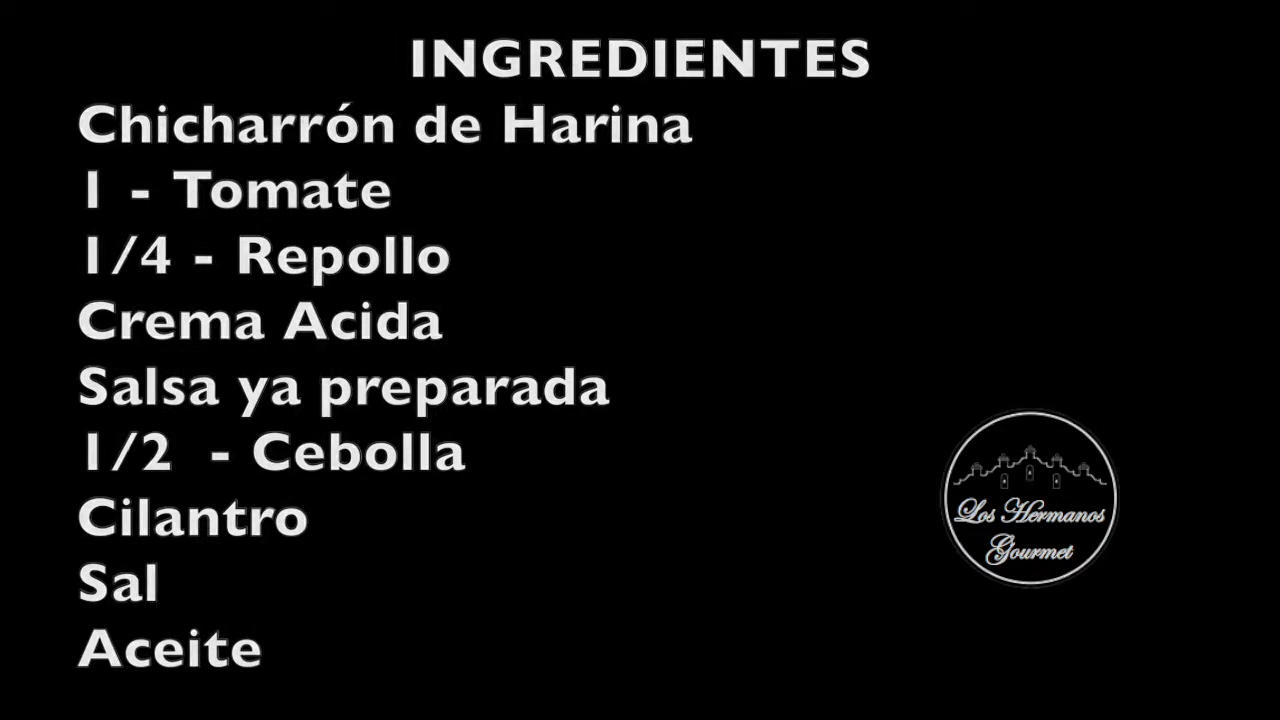 INGREDIENTES
Chicharrón de Harina
1 - Tomate
1/4 - Repollo
Crema Acida
Salsa ya preparada
1/2 - Cebolla
Cilantro
Sal
Aceite
Los Hermanos
Gourmet